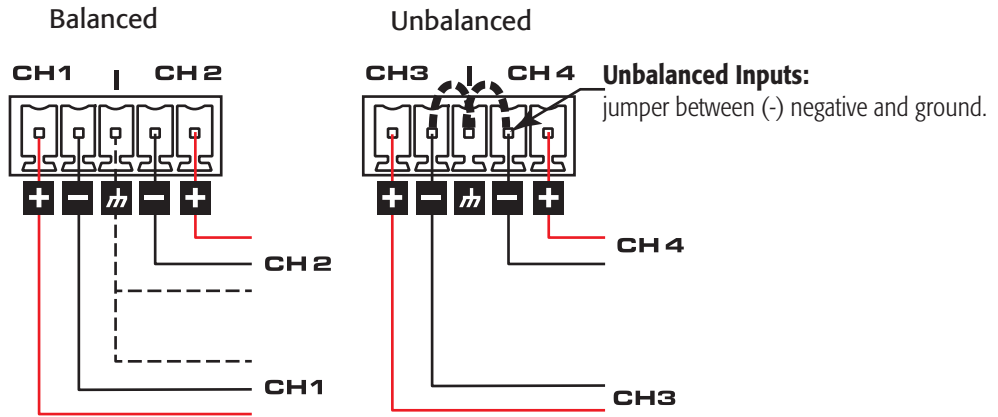 Balanced
Unbalanced
CH1 I CH 2
CH3 I CH 4
Unbalanced Inputs:
jumper between (-) negative and ground.
+ − − +
+ − − +
CH 2
CH 4
CH1
CH3